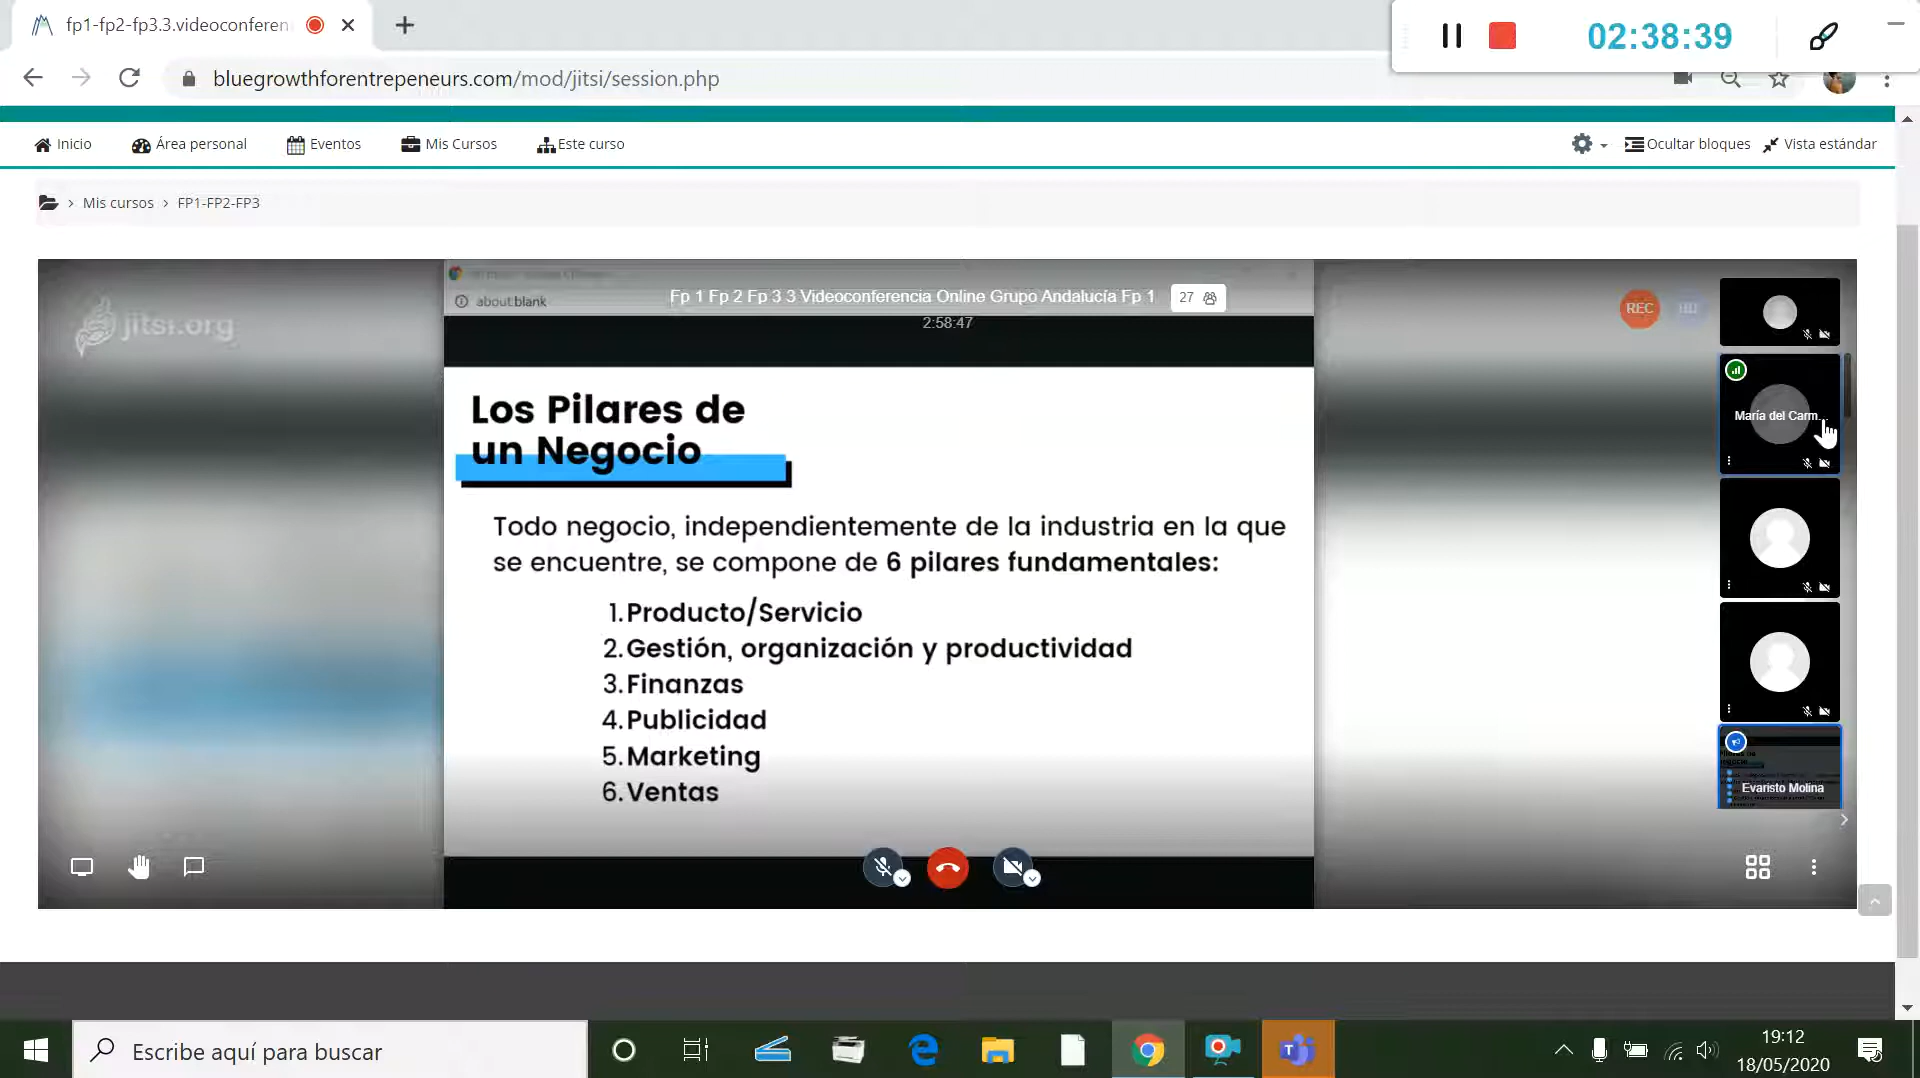 fp1-fp2-fp3.3.videoconferen
02:38:39
bluegrowthforentrepeneurs.com/mod/jitsi/session.php
Inicio
Área personal
Eventos
Mis Cursos
Este curso
Ocultar bloques
Vista estándar
Mis cursos
FP1-FP2-FP3
jitsi.org
about:blank
Fp 1 Fp 2 Fp 3 3 Videoconferencia Online Grupo Andalucía Fp 1
27
2:58:47
REC
HD
Los Pilares de
un Negocio
Todo negocio, independientemente de la industria en la que
se encuentre, se compone de 6 pilares fundamentales:
1. Producto/Servicio
2. Gestión, organización y productividad
3. Finanzas
4. Publicidad
5. Marketing
6. Ventas
María del Carm...
Evaristo Molina
Escribe aquí para buscar
19:12
18/05/2020